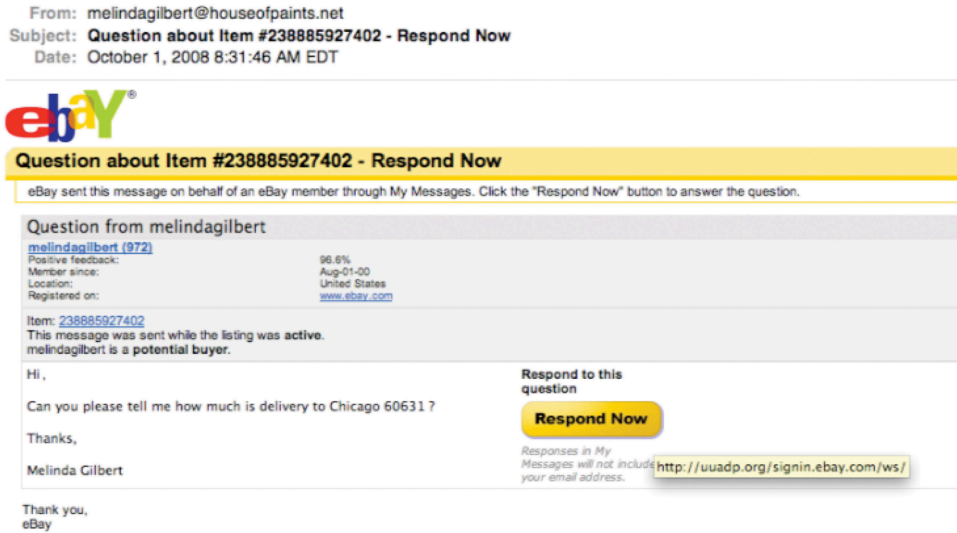 From: melindagilbert@houseofpaints.net
Subject: Question about Item #238885927402 - Respond Now
Date: October 1, 2008 8:31:46 AM EDT
ebaY®
Question about Item #238885927402 - Respond Now
eBay sent this message on behalf of an eBay member through My Messages. Click the "Respond Now" button to answer the question.
Question from melindagilbert
melindagilbert (972)
Positive feedback: 96.6%
Member since: Aug-01-00
Location: United States
Registered on: www.ebay.com
Item: 238885927402
This message was sent while the listing was active.
melindagilbert is a potential buyer.
Hi ,
Can you please tell me how much is delivery to Chicago 60631 ?
Thanks,
Melinda Gilbert
Respond to this
question
Respond Now
Responses in My
Messages will not include
your email address.
http://uuadp.org/signin.ebay.com/ws/
Thank you,
eBay